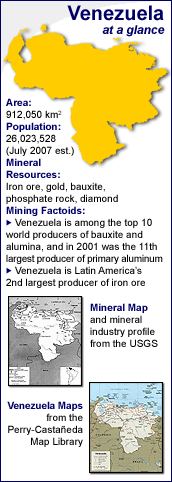 Venezuela
at a glance
Area:
912,050 km²
Population:
26,023,528
(July 2007 est.)
Mineral
Resources:
Iron ore, gold, bauxite,
phosphate rock, diamond
Mining Factoids:
▶ Venezuela is among the top 10
world producers of bauxite and
alumina, and in 2001 was the 11th
largest producer of primary aluminum
▶ Venezuela is Latin America's
2nd largest producer of iron ore
Mineral Map
and mineral
industry profile
from the USGS
Venezuela Maps
from the
Perry-Castañeda
Map Library